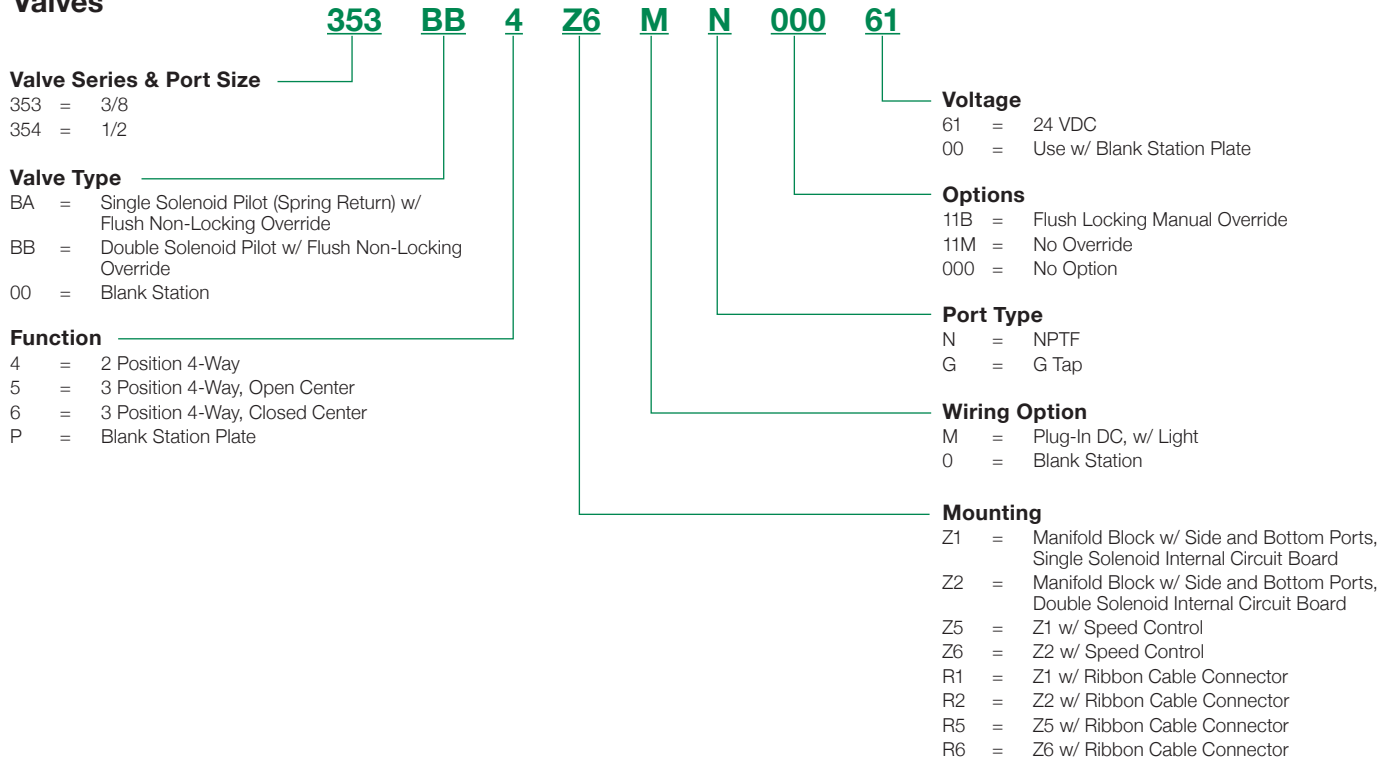 Valves
353 BB 4 Z6 M N 000 61
Valve Series & Port Size
353 = 3/8
354 = 1/2
Valve Type
BA = Single Solenoid Pilot (Spring Return) w/
Flush Non-Locking Override
BB = Double Solenoid Pilot w/ Flush Non-Locking
Override
00 = Blank Station
Function
4 = 2 Position 4-Way
5 = 3 Position 4-Way, Open Center
6 = 3 Position 4-Way, Closed Center
P = Blank Station Plate
Voltage
61 = 24 VDC
00 = Use w/ Blank Station Plate
Options
11B = Flush Locking Manual Override
11M = No Override
000 = No Option
Port Type
N = NPTF
G = G Tap
Wiring Option
M = Plug-In DC, w/ Light
0 = Blank Station
Mounting
Z1 = Manifold Block w/ Side and Bottom Ports,
Single Solenoid Internal Circuit Board
Z2 = Manifold Block w/ Side and Bottom Ports,
Double Solenoid Internal Circuit Board
Z5 = Z1 w/ Speed Control
Z6 = Z2 w/ Speed Control
R1 = Z1 w/ Ribbon Cable Connector
R2 = Z2 w/ Ribbon Cable Connector
R5 = Z5 w/ Ribbon Cable Connector
R6 = Z6 w/ Ribbon Cable Connector